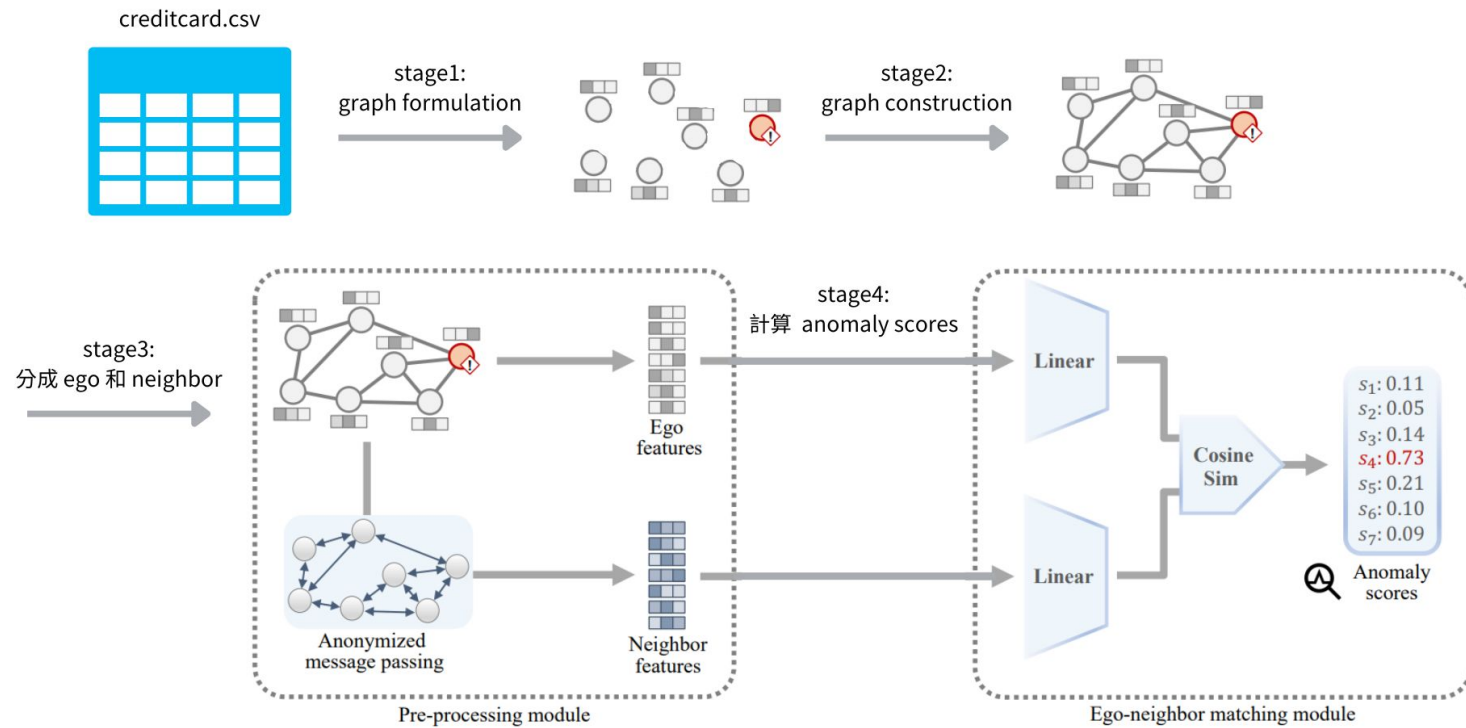 creditcard.csv
stage1:
graph formulation
stage2:
graph construction
stage3:
分成 ego 和 neighbor
Ego
features
Anonymized
message passing
Neighbor
features
Pre-processing module
stage4:
計算 anomaly scores
Linear
Linear
Cosine
Sim
s₁: 0.11
s₂: 0.05
s₃: 0.14
s₄: 0.73
s₅: 0.21
s₆: 0.10
s₇: 0.09
Anomaly
scores
Ego-neighbor matching module